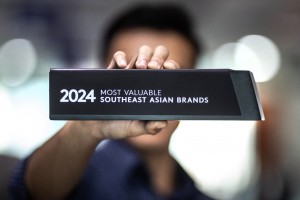 2024 MOST VALUABLE
SOUTHEAST ASIAN BRANDS